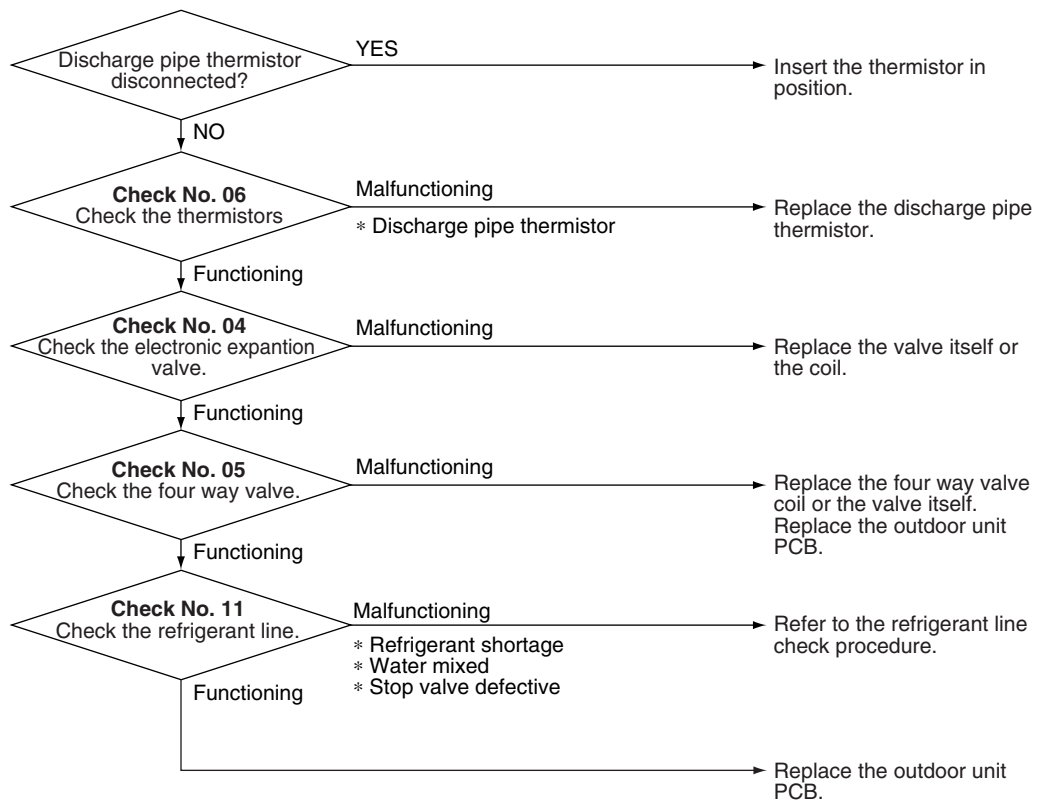 Discharge pipe thermistor
disconnected?
YES
Insert the thermistor in
position.
NO
Check No. 06
Check the thermistors
Malfunctioning
* Discharge pipe thermistor
Replace the discharge pipe
thermistor.
Functioning
Check No. 04
Check the electronic expantion
valve.
Malfunctioning
Replace the valve itself or
the coil.
Functioning
Check No. 05
Check the four way valve.
Malfunctioning
Replace the four way valve
coil or the valve itself.
Replace the outdoor unit
PCB.
Functioning
Check No. 11
Check the refrigerant line.
Malfunctioning
* Refrigerant shortage
* Water mixed
* Stop valve defective
Refer to the refrigerant line
check procedure.
Functioning
Replace the outdoor unit
PCB.